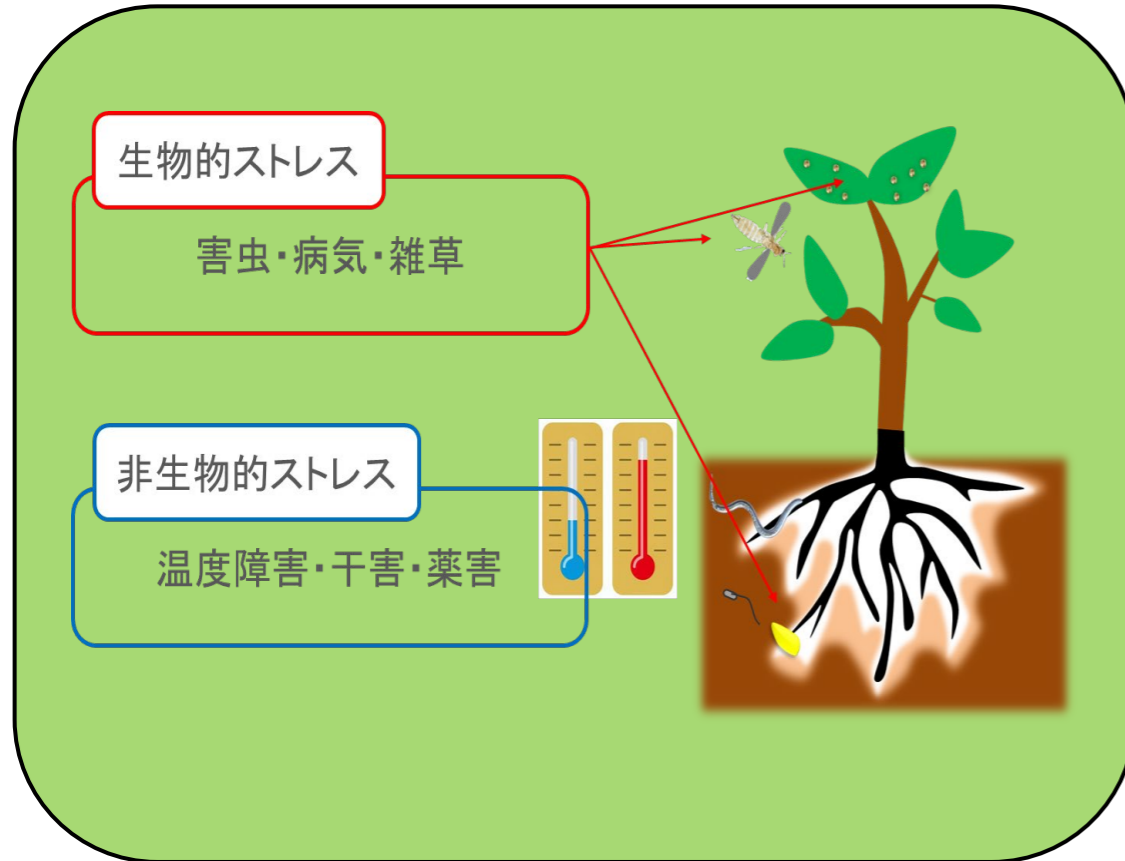 生物的ストレス
害虫・病気・雑草
非生物的ストレス
温度障害・干害・薬害